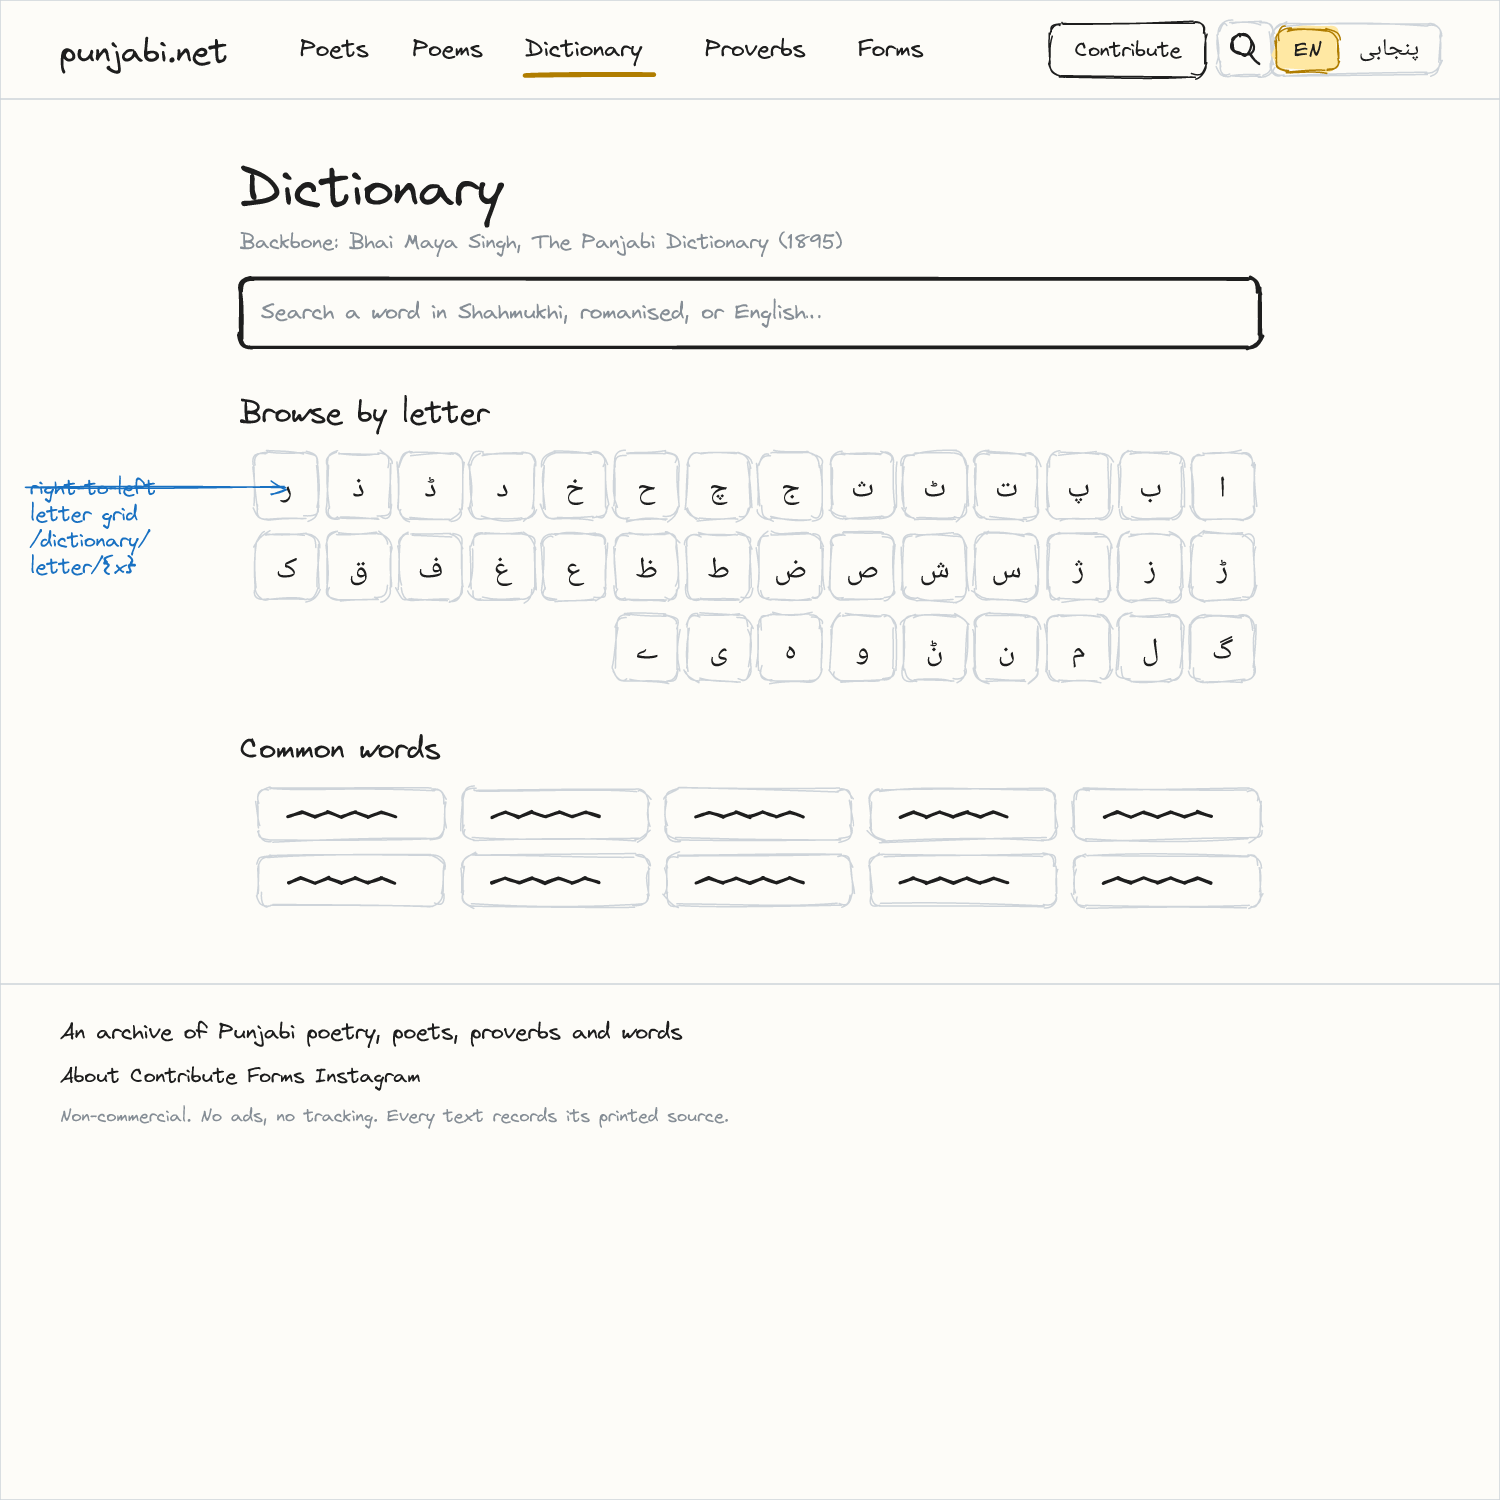 punjabi.net Poets Poems Dictionary Proverbs Forms Contribute EN پنجابی
Dictionary
Backbone: Bhai Maya Singh, The Panjabi Dictionary (1895)
Search a word in Shahmukhi, romanised, or English...
Browse by letter
ا ب پ ت ٹ ث ج چ ح خ د ڈ ذ ر
ڑ ز ژ س ش ص ض ط ظ ع غ ف ق ک
گ ل م ن ݨ و ہ ی ے
right-to-left
letter grid
/dictionary/
letter/{x}
Common words
An archive of Punjabi poetry, poets, proverbs and words
About Contribute Forms Instagram
Non-commercial. No ads, no tracking. Every text records its printed source.